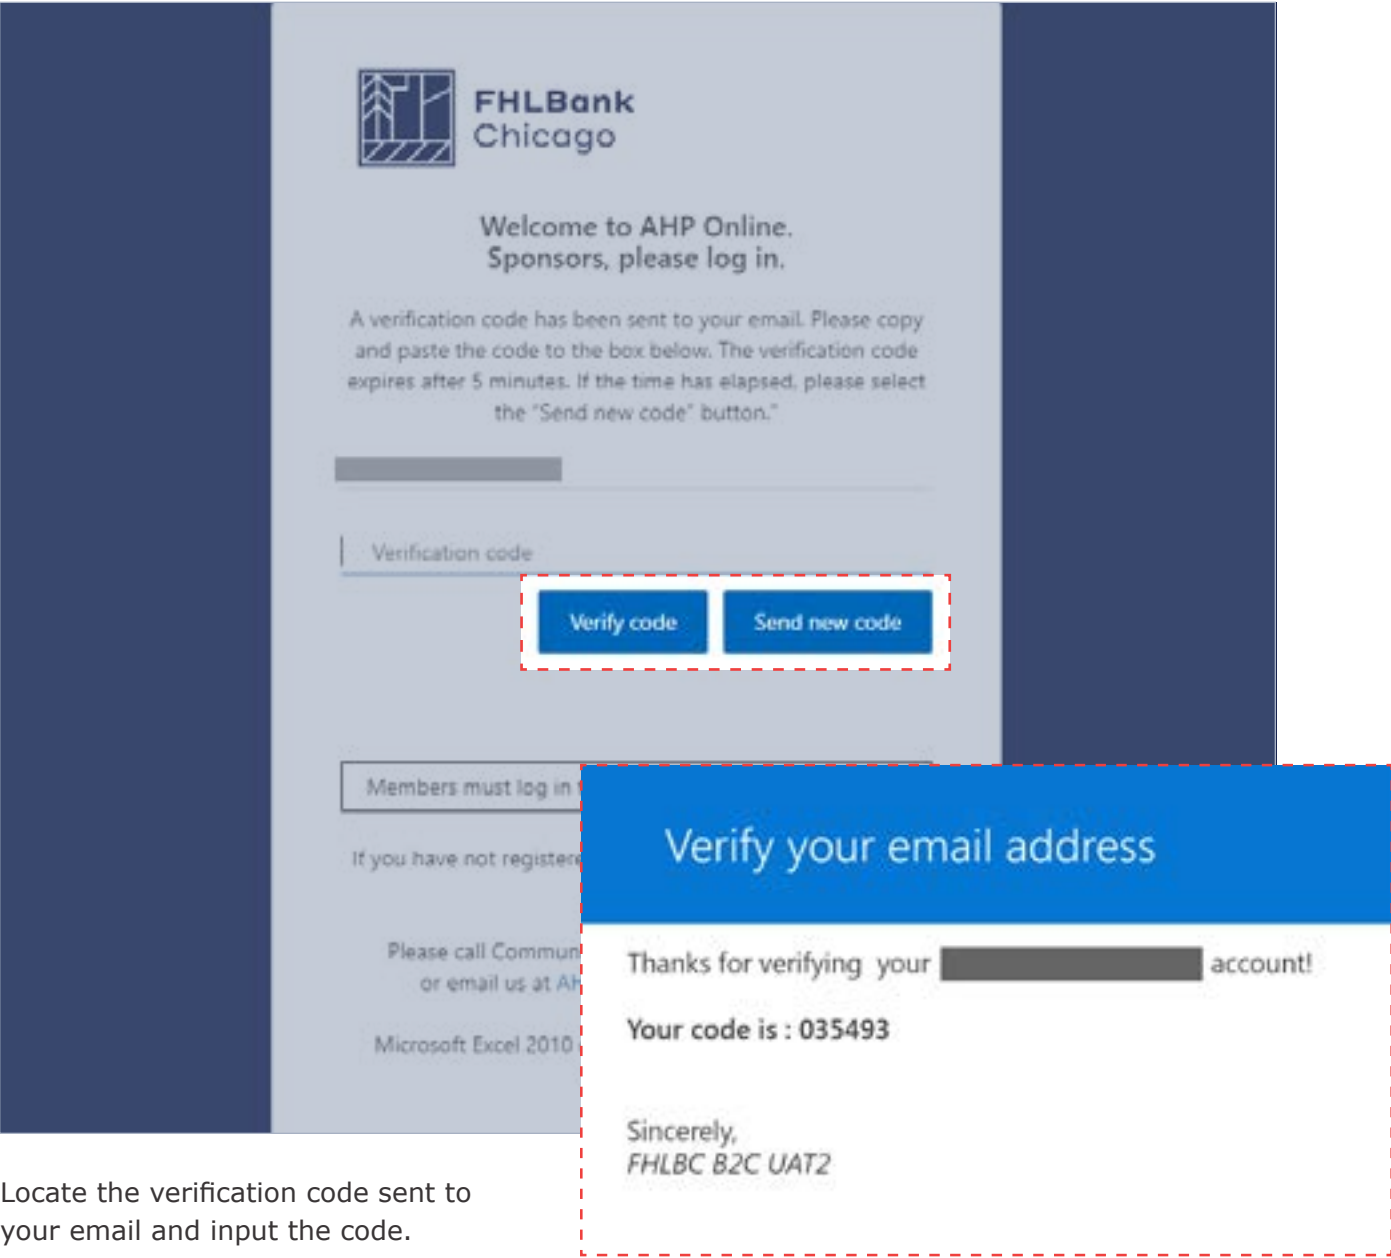 FHLBank
Chicago
Welcome to AHP Online.
Sponsors, please log in.
A verification code has been sent to your email. Please copy
and paste the code to the box below. The verification code
expires after 5 minutes. If the time has elapsed, please select
the "Send new code" button."
Verification code
Verify code
Send new code
Members must log in
If you have not registere
Please call Commun
or email us at AH
Microsoft Excel 2010
Verify your email address
Thanks for verifying your account!
Your code is : 035493
Sincerely,
FHLBC B2C UAT2
Locate the verification code sent to
your email and input the code.